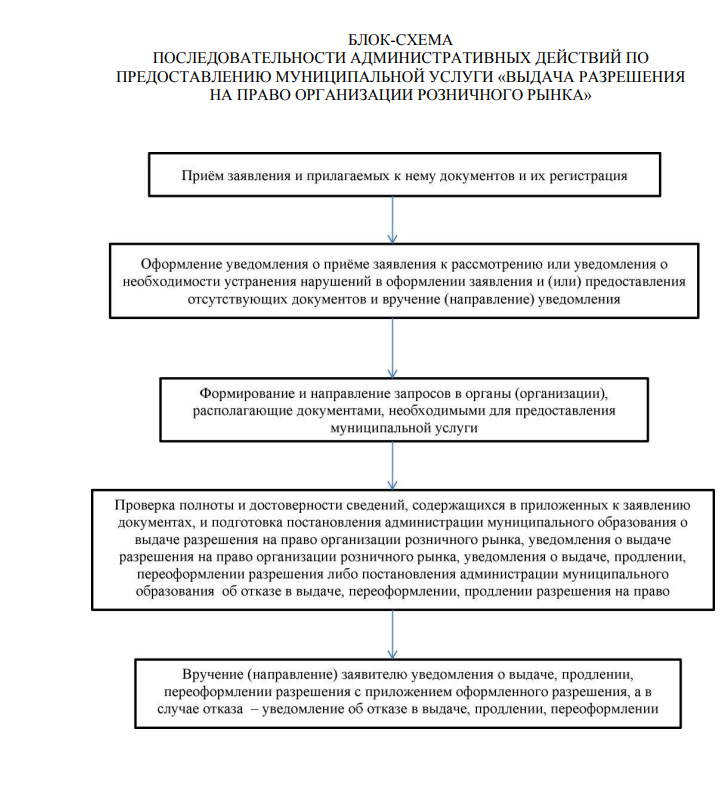 БЛОК-СХЕМА
ПОСЛЕДОВАТЕЛЬНОСТИ АДМИНИСТРАТИВНЫХ ДЕЙСТВИЙ ПО
ПРЕДОСТАВЛЕНИЮ МУНИЦИПАЛЬНОЙ УСЛУГИ «ВЫДАЧА РАЗРЕШЕНИЯ
НА ПРАВО ОРГАНИЗАЦИИ РОЗНИЧНОГО РЫНКА»
Приём заявления и прилагаемых к нему документов и их регистрация
Оформление уведомления о приёме заявления к рассмотрению или уведомления о
необходимости устранения нарушений в оформлении заявления и (или) предоставления
отсутствующих документов и вручение (направление) уведомления
Формирование и направление запросов в органы (организации),
располагающие документами, необходимыми для предоставления
муниципальной услуги
Проверка полноты и достоверности сведений, содержащихся в приложенных к заявлению
документах, и подготовка постановления администрации муниципального образования о
выдаче разрешения на право организации розничного рынка, уведомления о выдаче
разрешения на право организации розничного рынка, уведомления о выдаче, продлении,
переоформлении разрешения либо постановления администрации муниципального
образования об отказе в выдаче, переоформлении, продлении разрешения на право
Вручение (направление) заявителю уведомления о выдаче, продлении,
переоформлении разрешения с приложением оформленного разрешения, а в
случае отказа – уведомление об отказе в выдаче, продлении, переоформлении